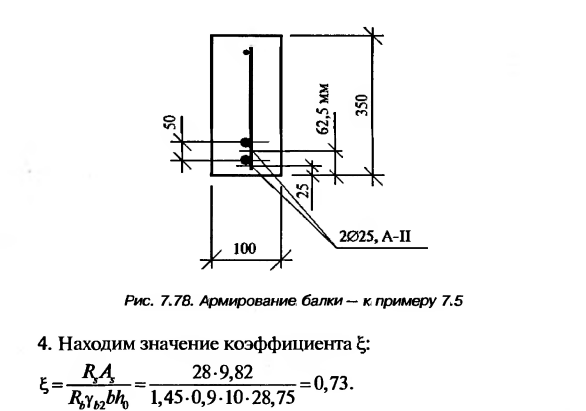 50
62,5 мм
350
25
100
2Ø25, А-II
Рис. 7.78. Армирование балки — к примеру 7.5
4. Находим значение коэффициента ξ:
ξ = RsAs / Rbγb2bh0 = 28·9,82 / 1,45·0,9·10·28,75 = 0,73.